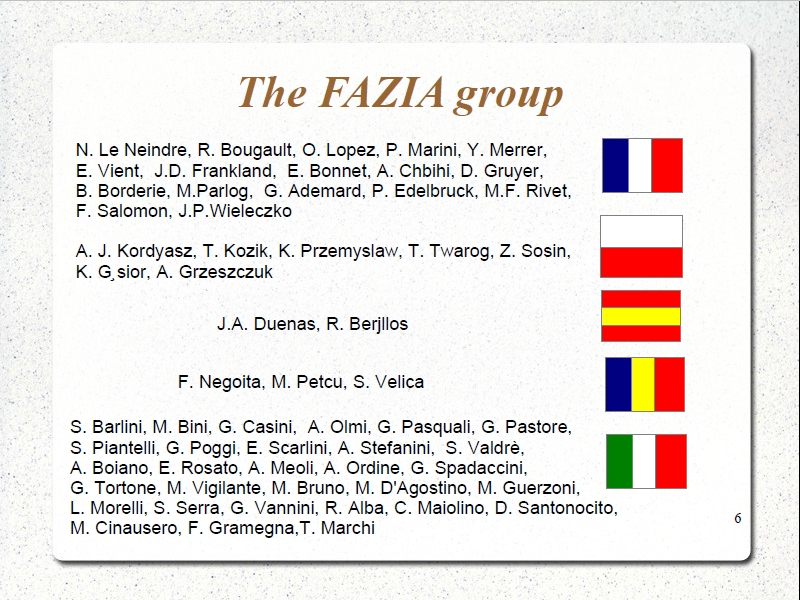 The FAZIA group
N. Le Neindre, R. Bougault, O. Lopez, P. Marini, Y. Merrer,
E. Vient, J.D. Frankland, E. Bonnet, A. Chbihi, D. Gruyer,
B. Borderie, M.Parlog, G. Ademard, P. Edelbruck, M.F. Rivet,
F. Salomon, J.P.Wieleczko
A. J. Kordyasz, T. Kozik, K. Przemyslaw, T. Twarog, Z. Sosin,
K. G¸sior, A. Grzeszczuk
J.A. Duenas, R. Berjllos
F. Negoita, M. Petcu, S. Velica
S. Barlini, M. Bini, G. Casini, A. Olmi, G. Pasquali, G. Pastore,
S. Piantelli, G. Poggi, E. Scarlini, A. Stefanini, S. Valdrè,
A. Boiano, E. Rosato, A. Meoli, A. Ordine, G. Spadaccini,
G. Tortone, M. Vigilante, M. Bruno, M. D'Agostino, M. Guerzoni,
L. Morelli, S. Serra, G. Vannini, R. Alba, C. Maiolino, D. Santonocito,
M. Cinausero, F. Gramegna,T. Marchi
6